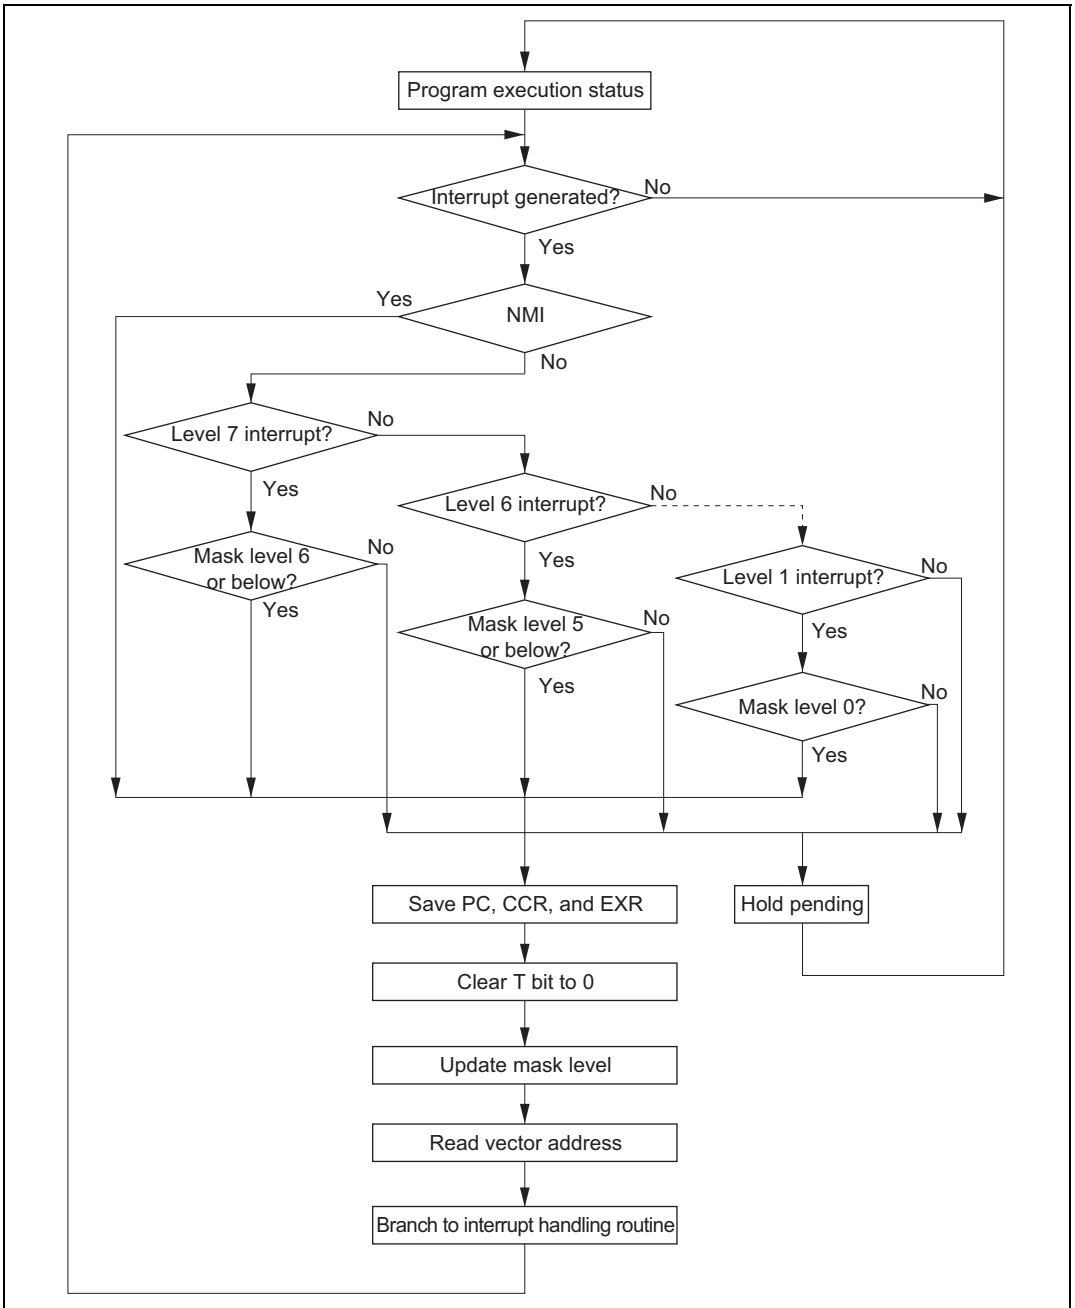 Program execution status
Interrupt generated?
No
Yes
Yes
NMI
No
Level 7 interrupt?
No
Yes
Level 6 interrupt?
No
Mask level 6
or below?
No
Yes
Yes
Level 1 interrupt?
No
Mask level 5
or below?
No
Yes
Yes
Mask level 0?
No
Yes
Save PC, CCR, and EXR
Hold pending
Clear T bit to 0
Update mask level
Read vector address
Branch to interrupt handling routine